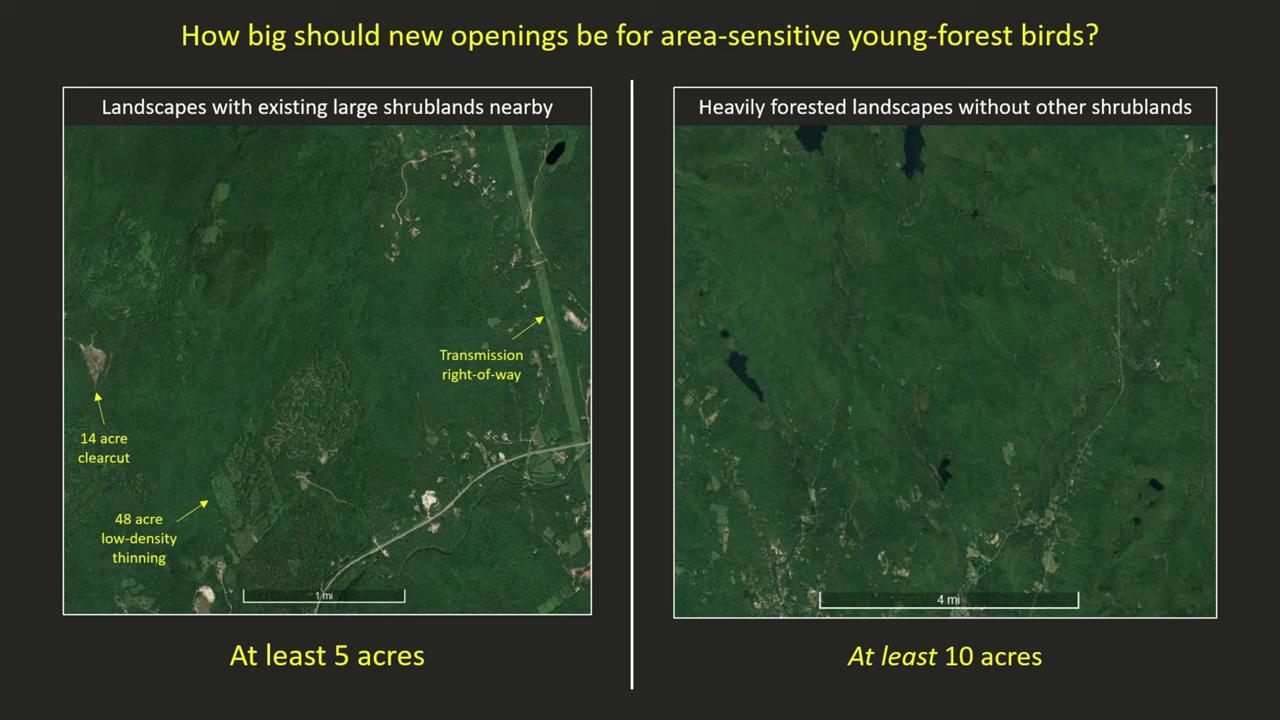 How big should new openings be for area-sensitive young-forest birds?
Landscapes with existing large shrublands nearby
Transmission
right-of-way
14 acre
clearcut
48 acre
low-density
thinning
1 mi
At least 5 acres
Heavily forested landscapes without other shrublands
4 mi
At least 10 acres